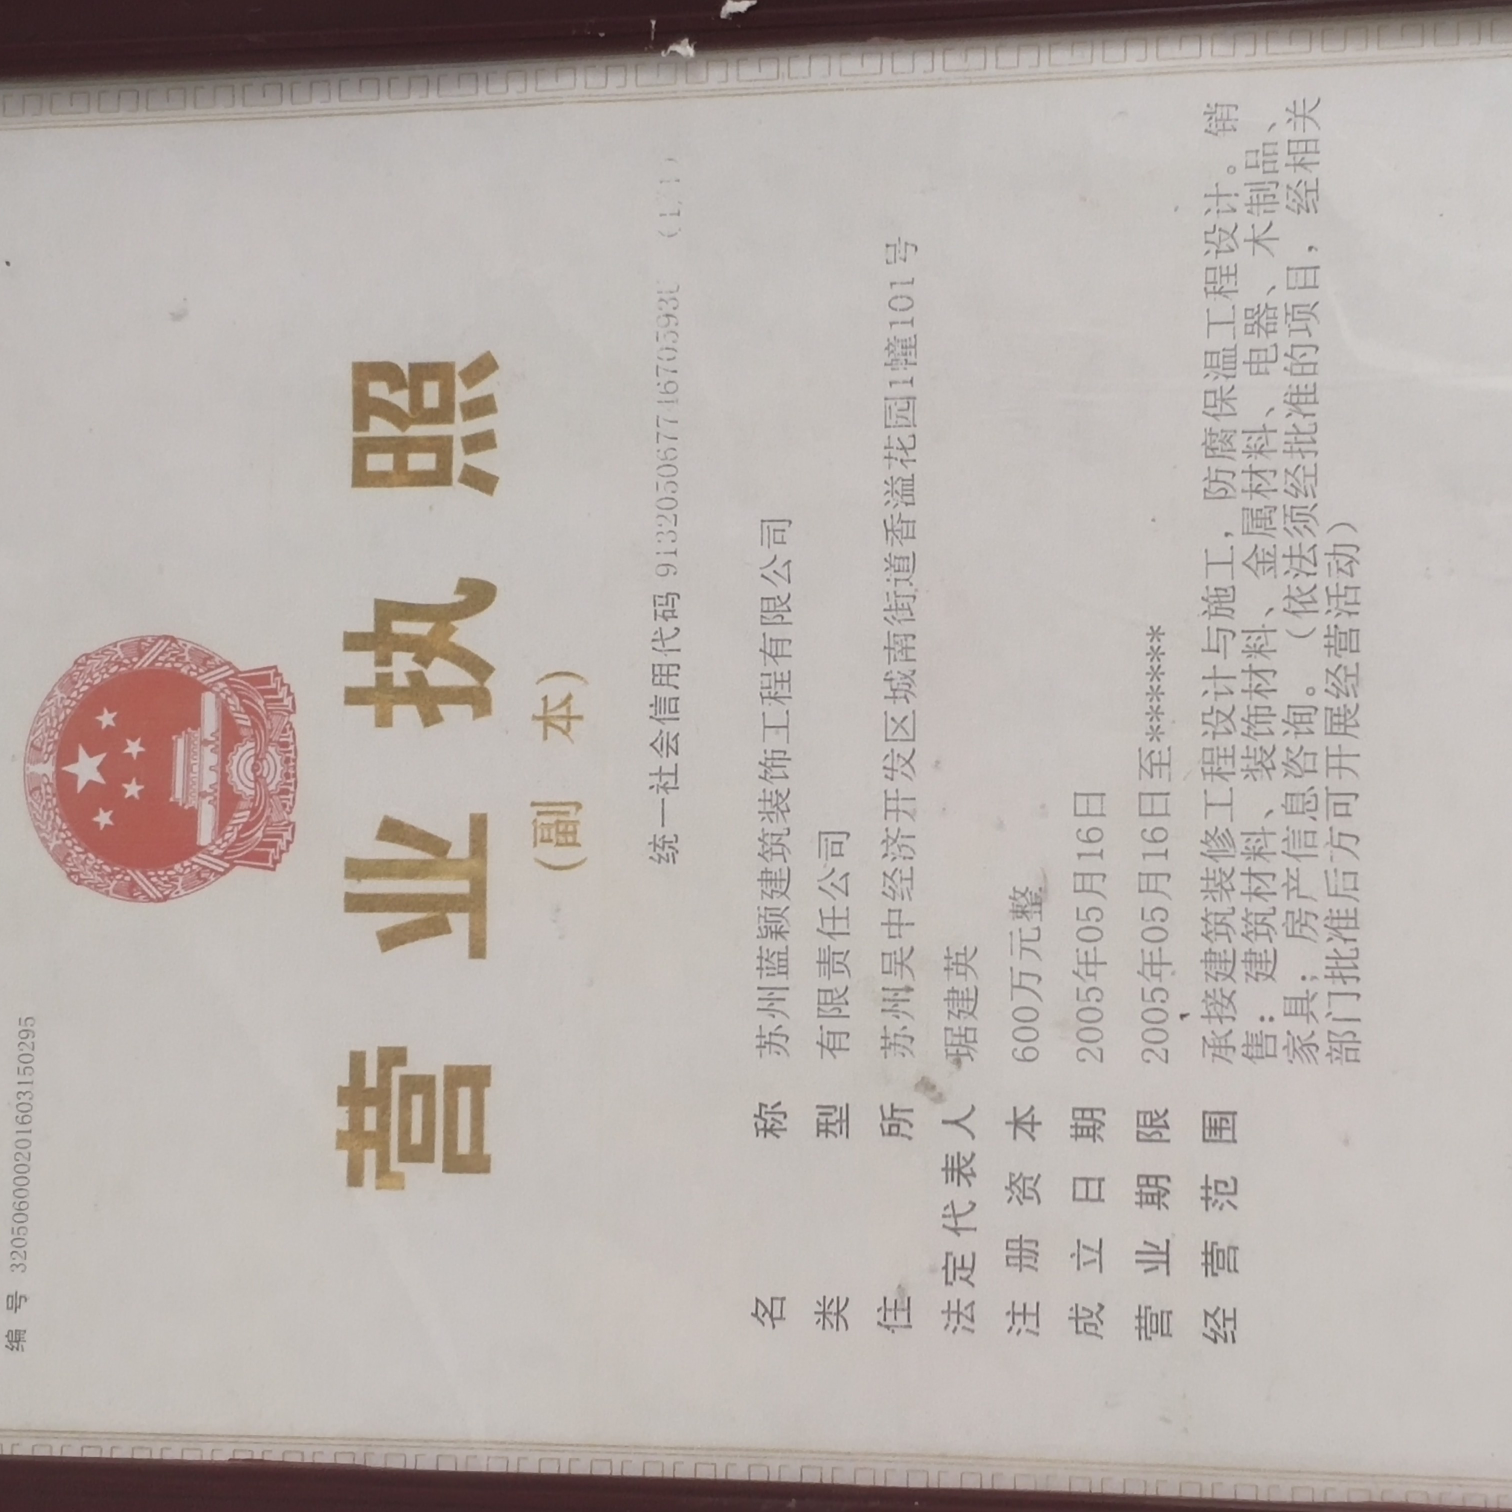 编 号 320506000201603150295
营业执照
(副 本)
统一社会信用代码
名 称 苏州蓝颖建筑装饰工程有限公司
类 型 有限责任公司
住 所 苏州吴中经济开发区城南街道香溢花园1幢101号
法定代表人 琚建英
注 册 资 本 600万元整
成 立 日 期 2005年05月16日
营 业 期 限 2005年05月16日至******
经 营 范 围 承接建筑装修工程设计与施工，防腐保温工程设计。销
售：建筑材料、装饰材料、金属材料、电器、木制品、
家具；房产信息咨询。（依法须经批准的项目，经相关
部门批准后方可开展经营活动）